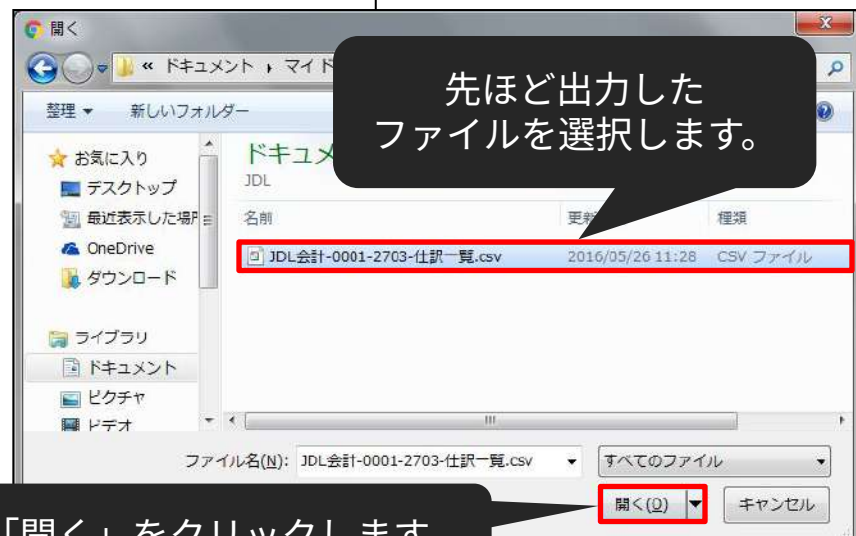 開く
« ドキュメント ▸ マイド
先ほど出力した
ファイルを選択します。
整理 ▼ 新しいフォルダー
お気に入り
デスクトップ
最近表示した場所
OneDrive
ダウンロード
ライブラリ
ドキュメント
ピクチャ
ビデオ
ドキュメ
JDL
名前 更新 種類
JDL会計-0001-2703-仕訳一覧.csv 2016/05/26 11:28 CSV ファイル
ファイル名(N): JDL会計-0001-2703-仕訳一覧.csv すべてのファイル
開く(O) キャンセル
「開く」をクリックします